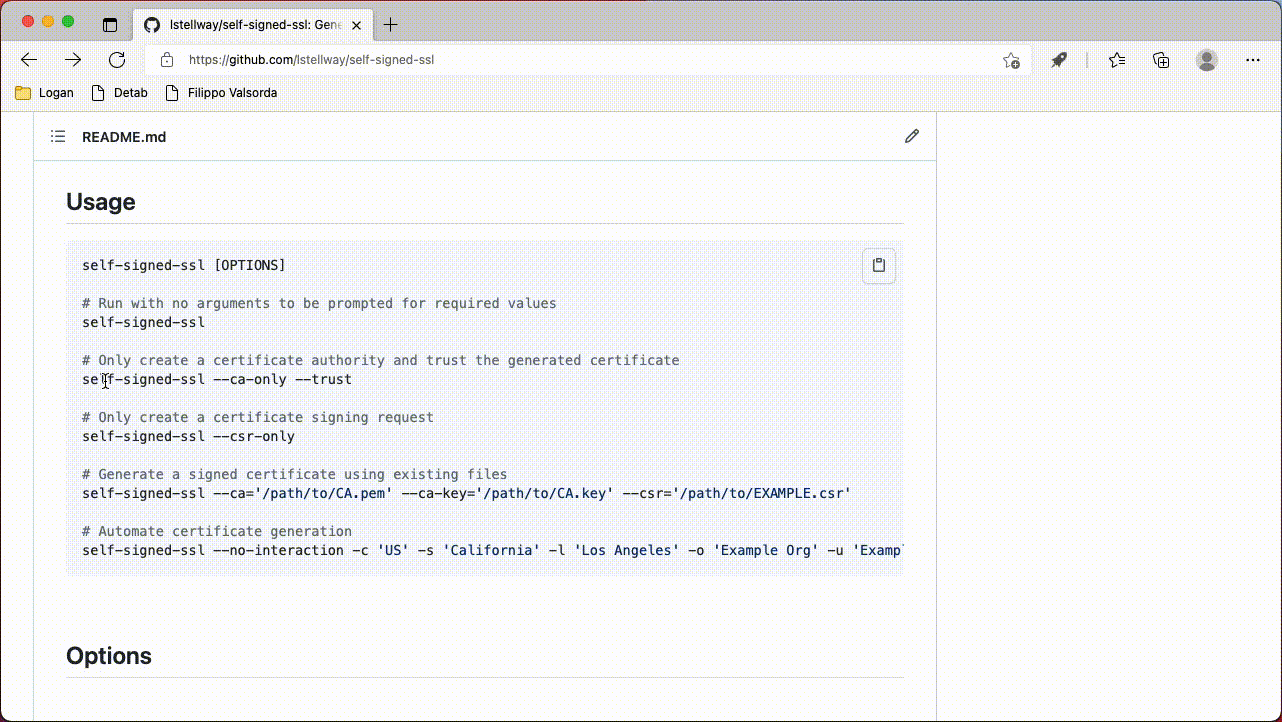 lstellway/self-signed-ssl: Gene
https://github.com/lstellway/self-signed-ssl
Logan Detab Filippo Valsorda
README.md
Usage
self-signed-ssl [OPTIONS]
# Run with no arguments to be prompted for required values
self-signed-ssl
# Only create a certificate authority and trust the generated certificate
self-signed-ssl --ca-only --trust
# Only create a certificate signing request
self-signed-ssl --csr-only
# Generate a signed certificate using existing files
self-signed-ssl --ca='/path/to/CA.pem' --ca-key='/path/to/CA.key' --csr='/path/to/EXAMPLE.csr'
# Automate certificate generation
self-signed-ssl --no-interaction -c 'US' -s 'California' -l 'Los Angeles' -o 'Example Org' -u 'Exampl
Options